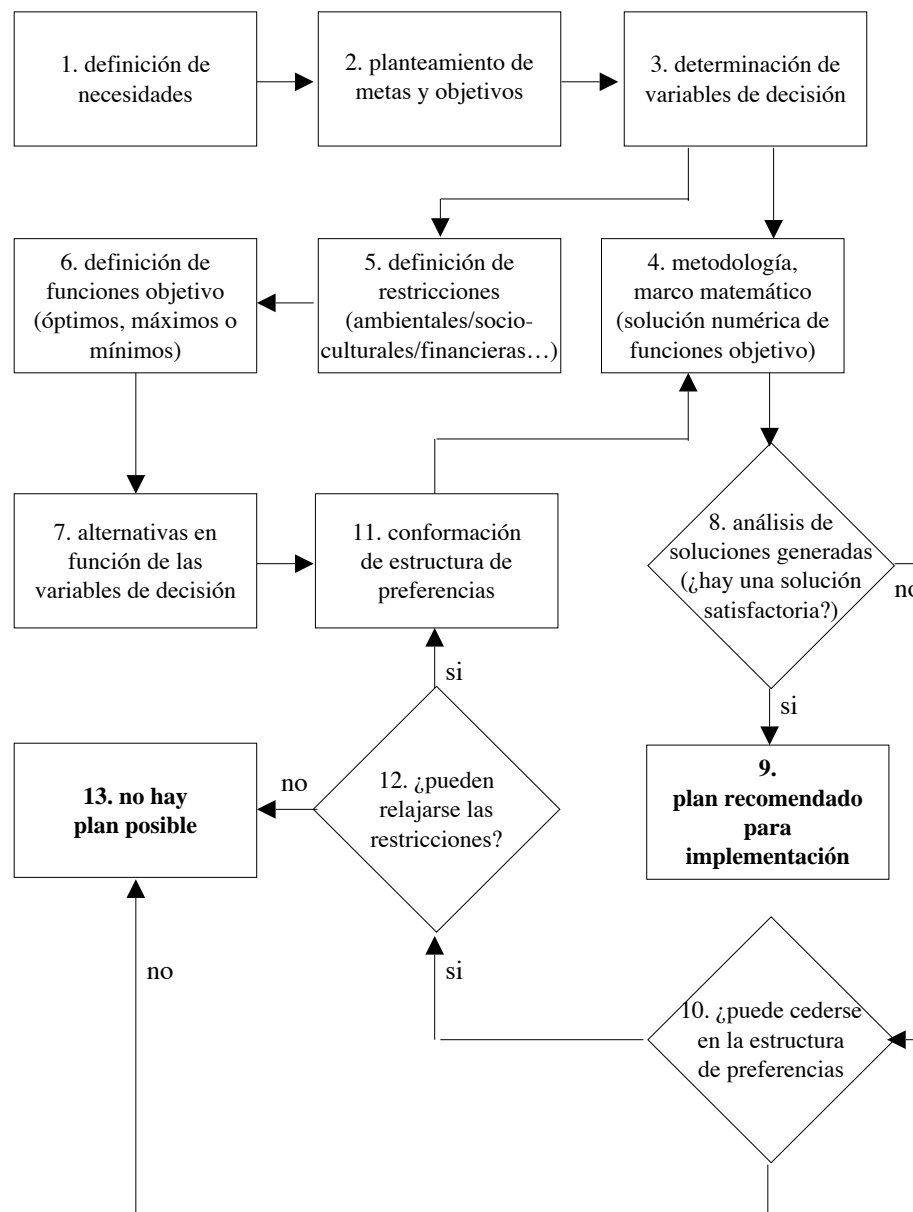 1. definición de
necesidades
2. planteamiento de
metas y objetivos
3. determinación de
variables de decisión
6. definición de
funciones objetivo
(óptimos, máximos o
mínimos)
5. definición de
restricciones
(ambientales/socio-
culturales/financieras…)
4. metodología,
marco matemático
(solución numérica de
funciones objetivo)
7. alternativas en
función de las
variables de decisión
11. conformación
de estructura de
preferencias
8. análisis de
soluciones generadas
(¿hay una solución
satisfactoria?)
no
si
si
13. no hay
plan posible
no
12. ¿pueden
relajarse las
restricciones?
9.
plan recomendado
para
implementación
no
si
10. ¿puede cederse
en la estructura
de preferencias